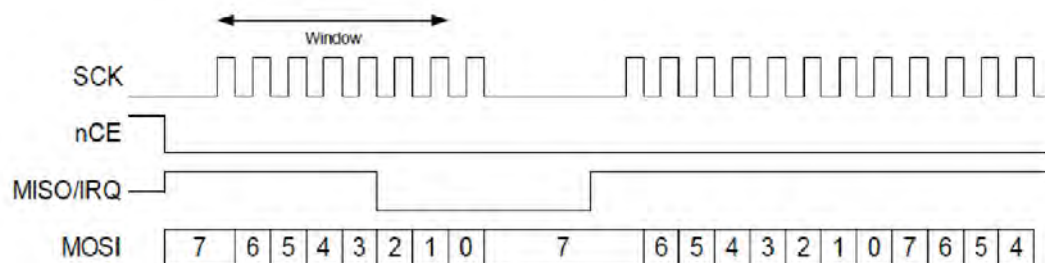 Window
SCK
nCE
MISO/IRQ
MOSI 7 6 5 4 3 2 1 0 7 6 5 4 3 2 1 0 7 6 5 4